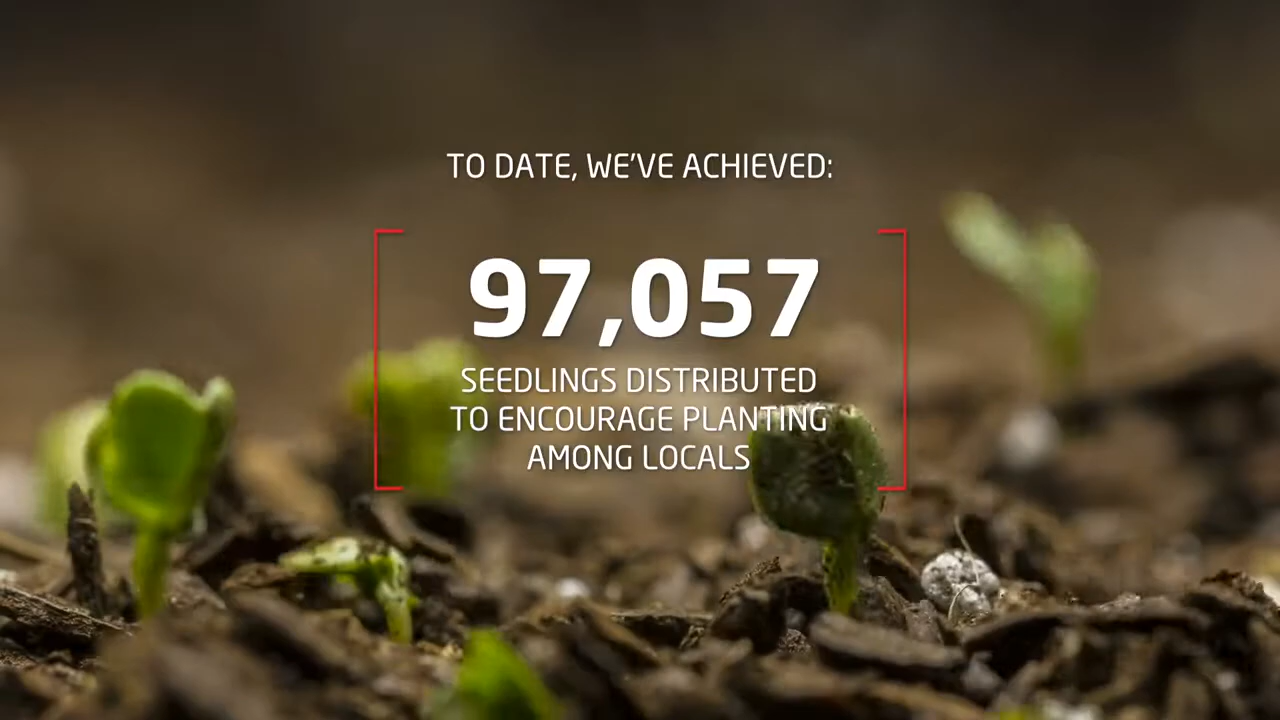 TO DATE, WE'VE ACHIEVED:
97,057
SEEDLINGS DISTRIBUTED
TO ENCOURAGE PLANTING
AMONG LOCALS